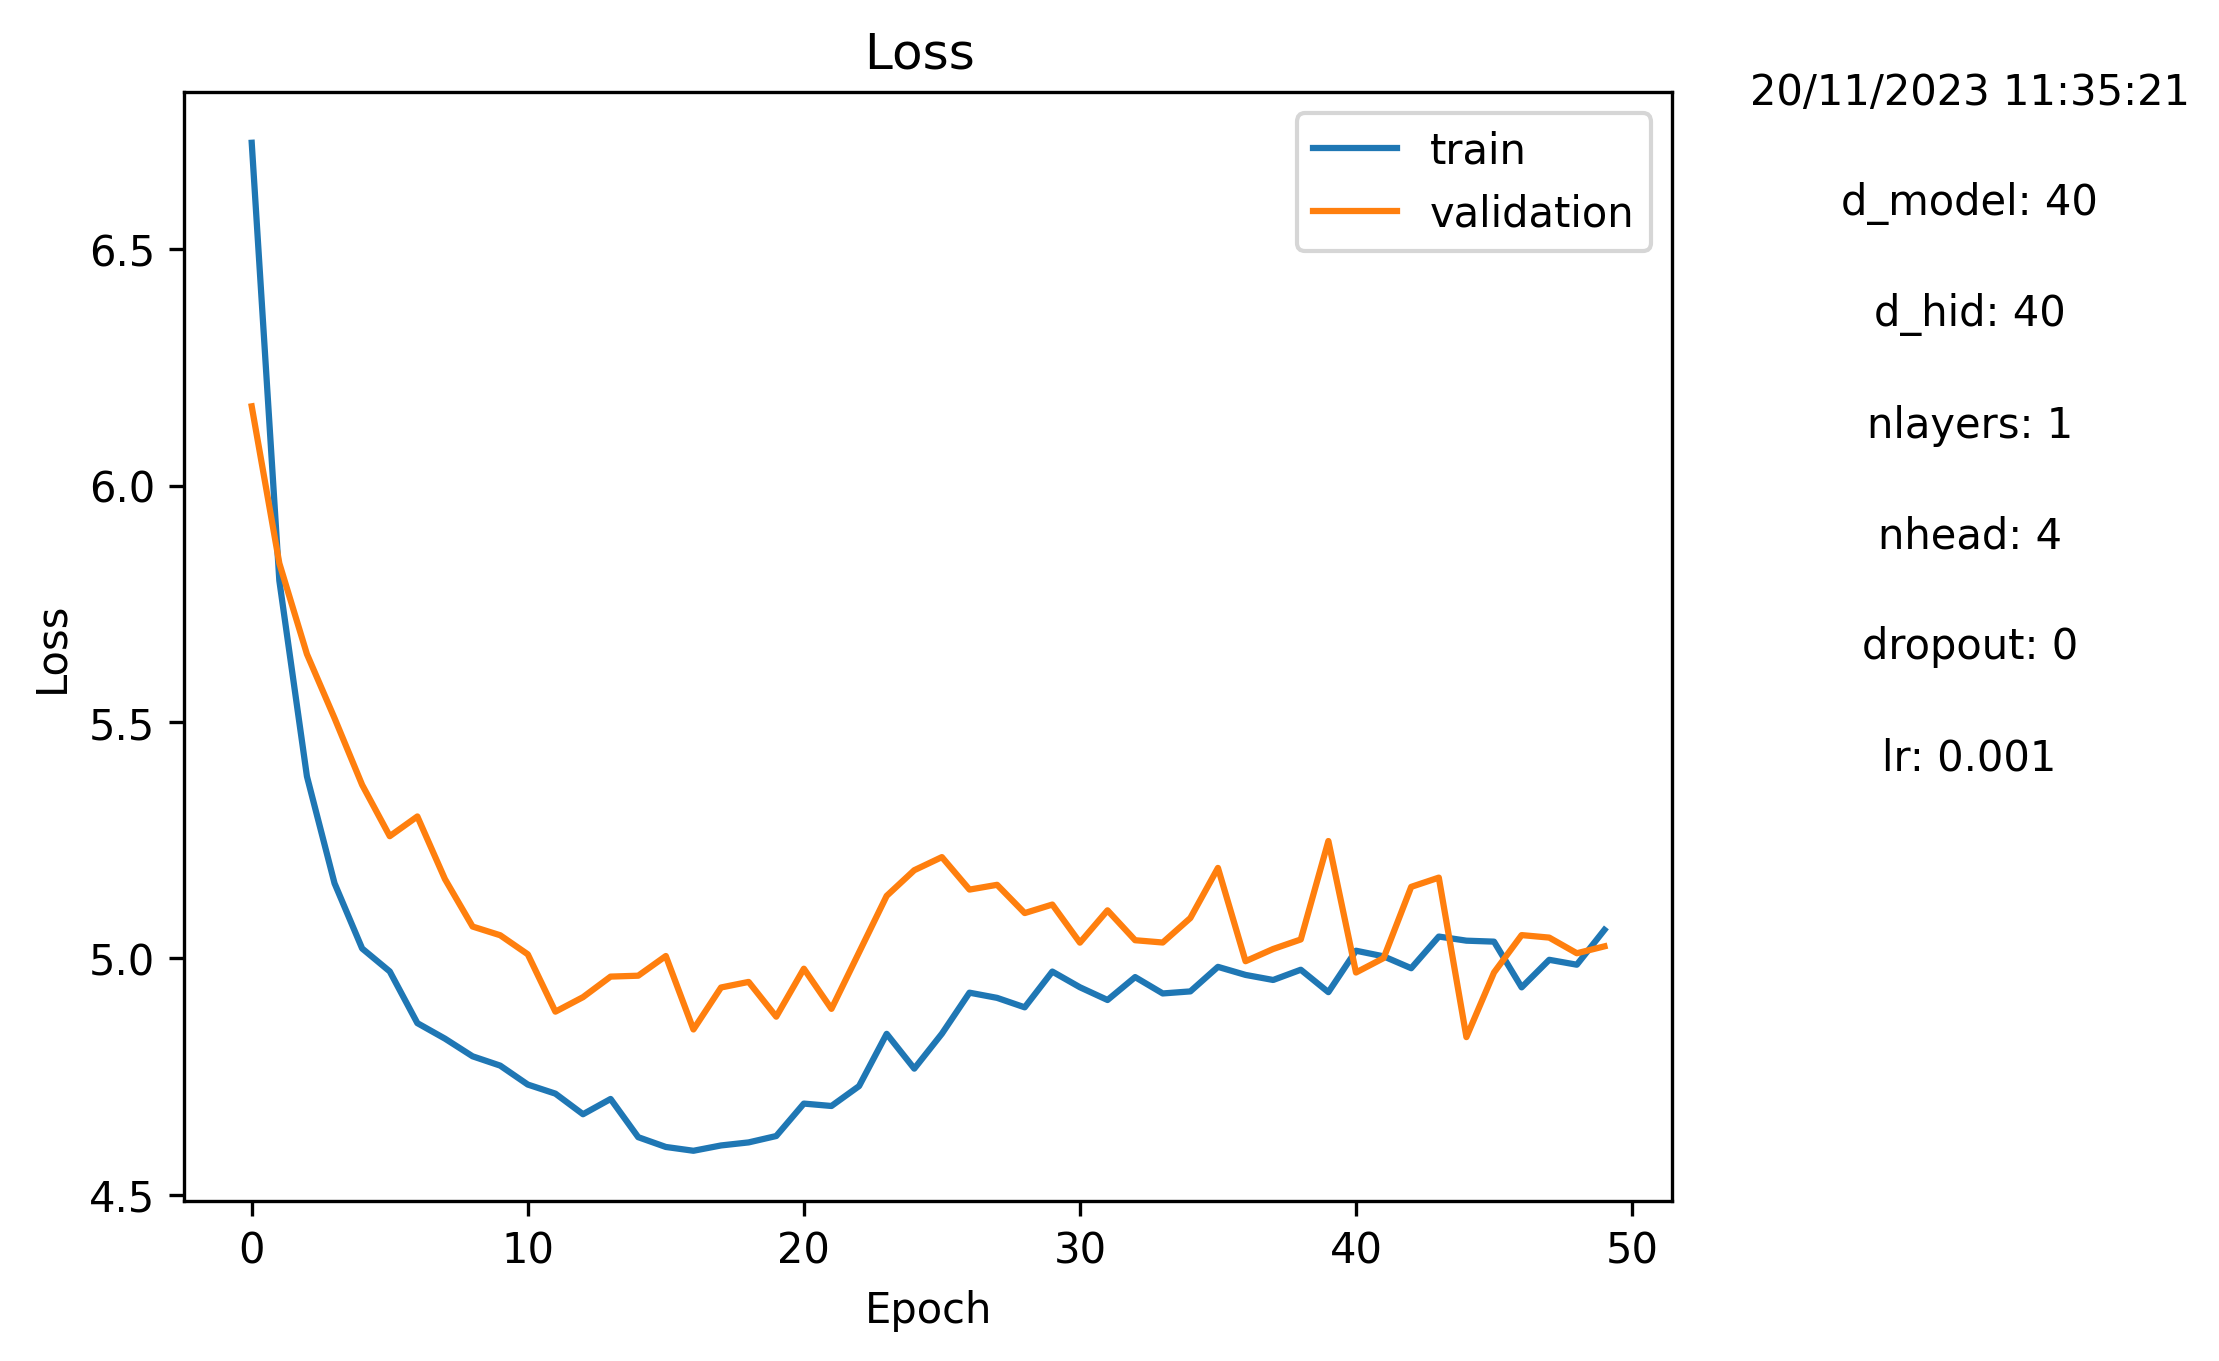 Loss
20/11/2023 11:35:21
train
validation
d_model: 40
d_hid: 40
nlayers: 1
nhead: 4
dropout: 0
lr: 0.001
Loss
6.5
6.0
5.5
5.0
4.5
0 10 20 30 40 50
Epoch